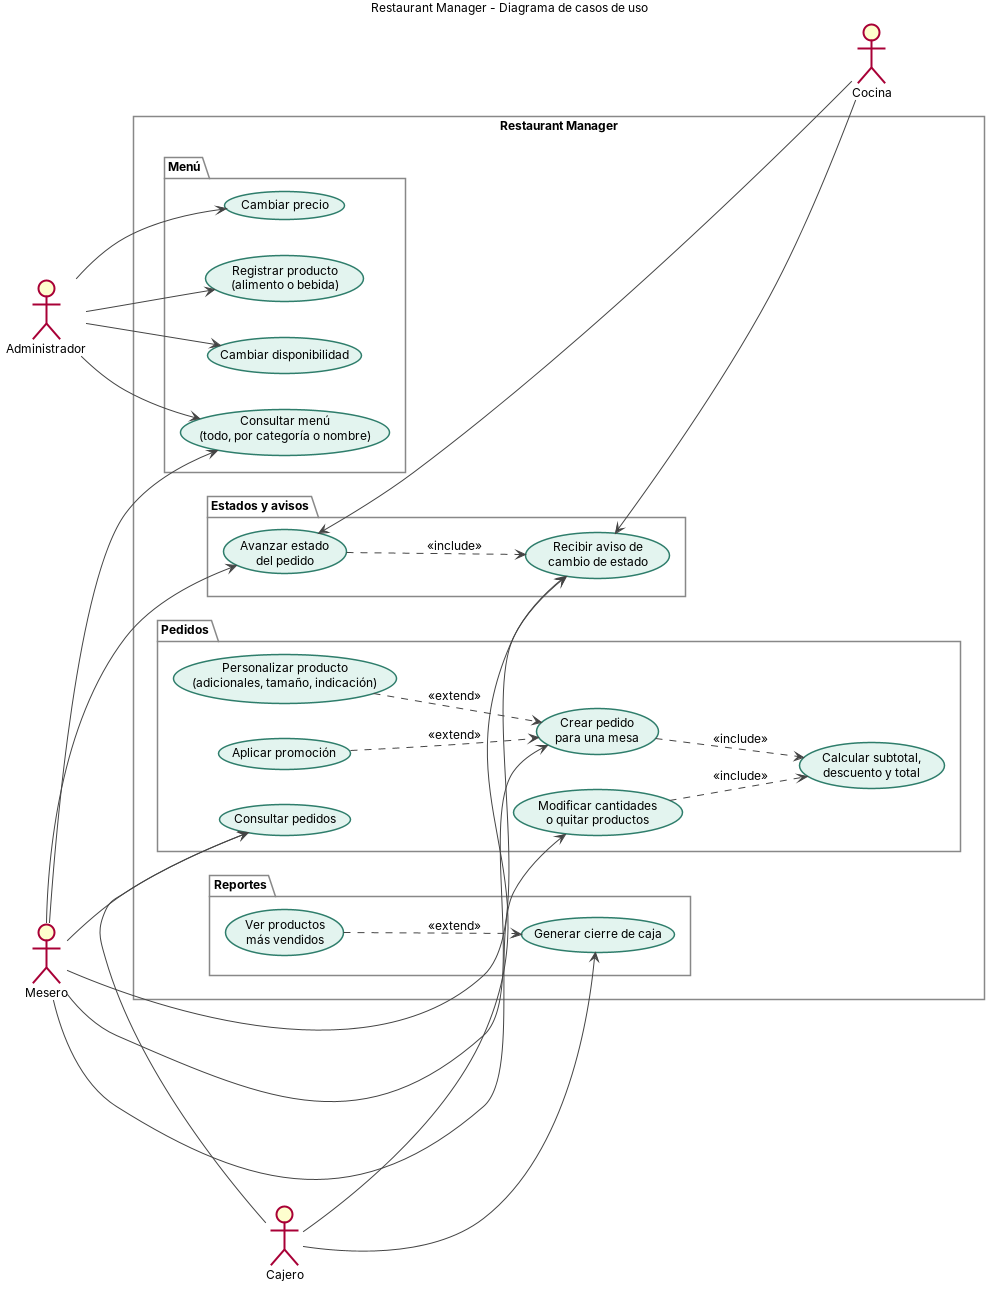 Restaurant Manager - Diagrama de casos de uso
Cocina
Restaurant Manager
Menú
Cambiar precio
Registrar producto
(alimento o bebida)
Administrador
Cambiar disponibilidad
Consultar menú
(todo, por categoría o nombre)
Estados y avisos
Avanzar estado
del pedido
«include»
Recibir aviso de
cambio de estado
Pedidos
Personalizar producto
(adicionales, tamaño, indicación)
«extend»
Crear pedido
para una mesa
«extend»
Aplicar promoción
«include»
Calcular subtotal,
descuento y total
«include»
Modificar cantidades
o quitar productos
Consultar pedidos
Reportes
Ver productos
más vendidos
«extend»
Generar cierre de caja
Mesero
Cajero